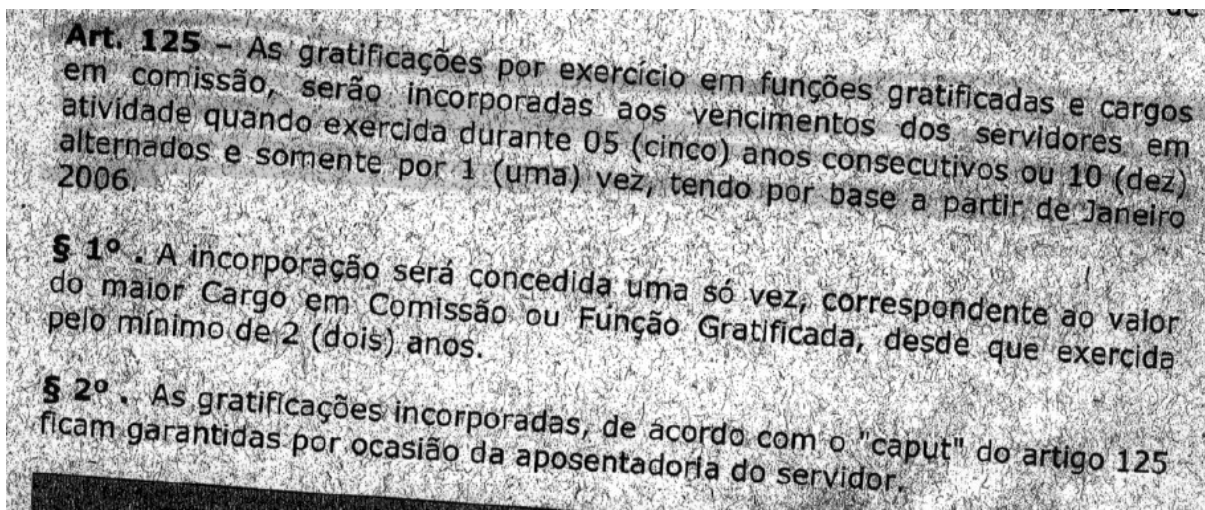 Art. 125 – As gratificações por exercício em funções gratificadas e cargos
em comissão, serão incorporadas aos vencimentos dos servidores em
atividade quando exercida durante 05 (cinco) anos consecutivos ou 10 (dez)
alternados e somente por 1 (uma) vez, tendo por base a partir de Janeiro
2006.
§ 1º . A incorporação será concedida uma só vez, correspondente ao valor
do maior Cargo em Comissão ou Função Gratificada, desde que exercida
pelo mínimo de 2 (dois) anos.
§ 2º . As gratificações incorporadas, de acordo com o "caput" do artigo 125
ficam garantidas por ocasião da aposentadoria do servidor.